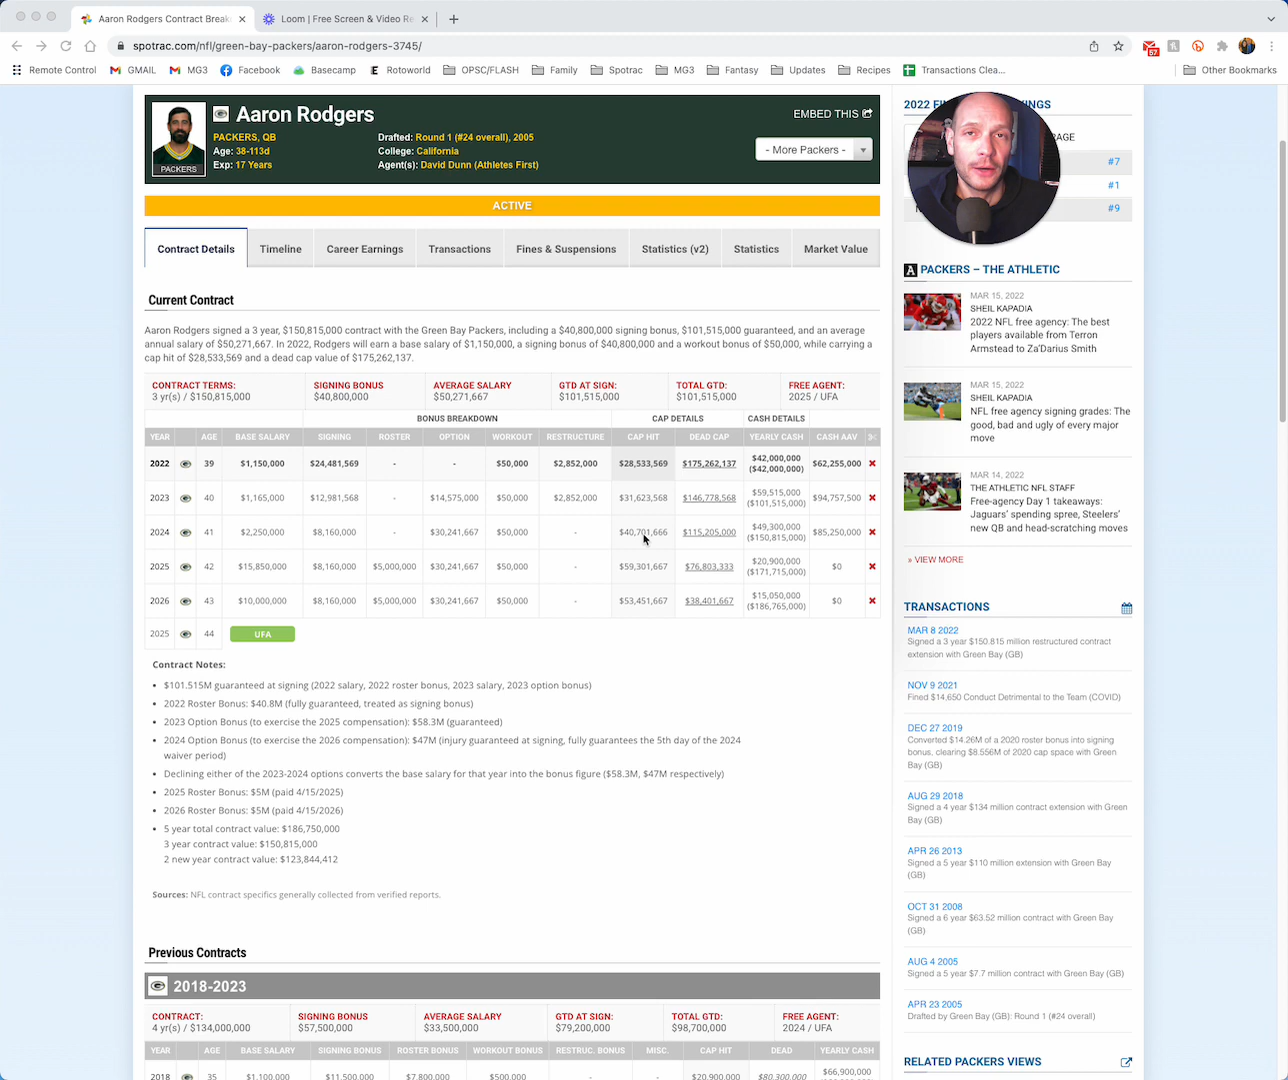 Aaron Rodgers Contract Break
Loom | Free Screen & Video Re
spotrac.com/nfl/green-bay-packers/aaron-rodgers-3745/
57
Remote Control
GMAIL
MG3
Facebook
Basecamp
Rotoworld
OPSC/FLASH
Family
Spotrac
MG3
Fantasy
Updates
Recipes
Transactions Clea...
Other Bookmarks
Aaron Rodgers
EMBED THIS
PACKERS
PACKERS, QB
Age: 38-113d
Exp: 17 Years
Drafted: Round 1 (#24 overall), 2005
College: California
Agent(s): David Dunn (Athletes First)
- More Packers -
ACTIVE
Contract Details Timeline Career Earnings Transactions Fines & Suspensions Statistics (v2) Statistics Market Value
Current Contract
Aaron Rodgers signed a 3 year, $150,815,000 contract with the Green Bay Packers, including a $40,800,000 signing bonus, $101,515,000 guaranteed, and an average
annual salary of $50,271,667. In 2022, Rodgers will earn a base salary of $1,150,000, a signing bonus of $40,800,000 and a workout bonus of $50,000, while carrying a
cap hit of $28,533,569 and a dead cap value of $175,262,137.
CONTRACT TERMS: SIGNING BONUS AVERAGE SALARY GTD AT SIGN: TOTAL GTD: FREE AGENT:
3 yr(s) / $150,815,000 $40,800,000 $50,271,667 $101,515,000 $101,515,000 2025 / UFA
BONUS BREAKDOWN CAP DETAILS CASH DETAILS
YEAR AGE BASE SALARY SIGNING ROSTER OPTION WORKOUT RESTRUCTURE CAP HIT DEAD CAP YEARLY CASH CASH AAV
2022 39 $1,150,000 $24,481,569 - - $50,000 $2,852,000 $28,533,569 $175,262,137 $42,000,000 ($42,000,000) $62,255,000
2023 40 $1,165,000 $12,981,568 - $14,575,000 $50,000 $2,852,000 $31,623,568 $146,778,568 $59,515,000 ($101,515,000) $94,757,500
2024 41 $2,250,000 $8,160,000 - $30,241,667 $50,000 - $40,701,666 $115,205,000 $49,300,000 ($150,815,000) $85,250,000
2025 42 $15,850,000 $8,160,000 $5,000,000 $30,241,667 $50,000 - $59,301,667 $76,803,333 $20,900,000 ($171,715,000) $0
2026 43 $10,000,000 $8,160,000 $5,000,000 $30,241,667 $50,000 - $53,451,667 $38,401,667 $15,050,000 ($186,765,000) $0
2025 44 UFA
Contract Notes:
• $101.515M guaranteed at signing (2022 salary, 2022 roster bonus, 2023 salary, 2023 option bonus)
• 2022 Roster Bonus: $40.8M (fully guaranteed, treated as signing bonus)
• 2023 Option Bonus (to exercise the 2025 compensation): $58.3M (guaranteed)
• 2024 Option Bonus (to exercise the 2026 compensation): $47M (injury guaranteed at signing, fully guarantees the 5th day of the 2024
waiver period)
• Declining either of the 2023-2024 options converts the base salary for that year into the bonus figure ($58.3M, $47M respectively)
• 2025 Roster Bonus: $5M (paid 4/15/2025)
• 2026 Roster Bonus: $5M (paid 4/15/2026)
• 5 year total contract value: $186,750,000
3 year contract value: $150,815,000
2 new year contract value: $123,844,412
Sources: NFL contract specifics generally collected from verified reports.
Previous Contracts
2018-2023
CONTRACT: SIGNING BONUS AVERAGE SALARY GTD AT SIGN: TOTAL GTD: FREE AGENT:
4 yr(s) / $134,000,000 $57,500,000 $33,500,000 $79,200,000 $98,700,000 2024 / UFA
YEAR AGE BASE SALARY SIGNING BONUS ROSTER BONUS WORKOUT BONUS RESTRUC. BONUS MISC. CAP HIT DEAD YEARLY CASH
2018 35 $1,100,000 $11,500,000 $7,800,000 $500,000 - - $20,900,000 $80,300,000 $66,900,000
2022 FI NGS
RAGE
#7
#1
#9
A PACKERS – THE ATHLETIC
MAR 15, 2022
SHEIL KAPADIA
2022 NFL free agency: The best
players available from Terron
Armstead to Za'Darius Smith
MAR 15, 2022
SHEIL KAPADIA
NFL free agency signing grades: The
good, bad and ugly of every major
move
MAR 14, 2022
THE ATHLETIC NFL STAFF
Free-agency Day 1 takeaways:
Jaguars' spending spree, Steelers'
new QB and head-scratching moves
» VIEW MORE
TRANSACTIONS
MAR 8 2022
Signed a 3 year $150.815 million restructured contract
extension with Green Bay (GB)
NOV 9 2021
Fined $14,650 Conduct Detrimental to the Team (COVID)
DEC 27 2019
Converted $14.26M of a 2020 roster bonus into signing
bonus, clearing $8.556M of 2020 cap space with Green
Bay (GB)
AUG 29 2018
Signed a 4 year $134 million contract extension with Green
Bay (GB)
APR 26 2013
Signed a 5 year $110 million extension with Green Bay
(GB)
OCT 31 2008
Signed a 6 year $63.52 million contract with Green Bay
(GB)
AUG 4 2005
Signed a 5 year $7.7 million contract with Green Bay (GB)
APR 23 2005
Drafted by Green Bay (GB): Round 1 (#24 overall)
RELATED PACKERS VIEWS